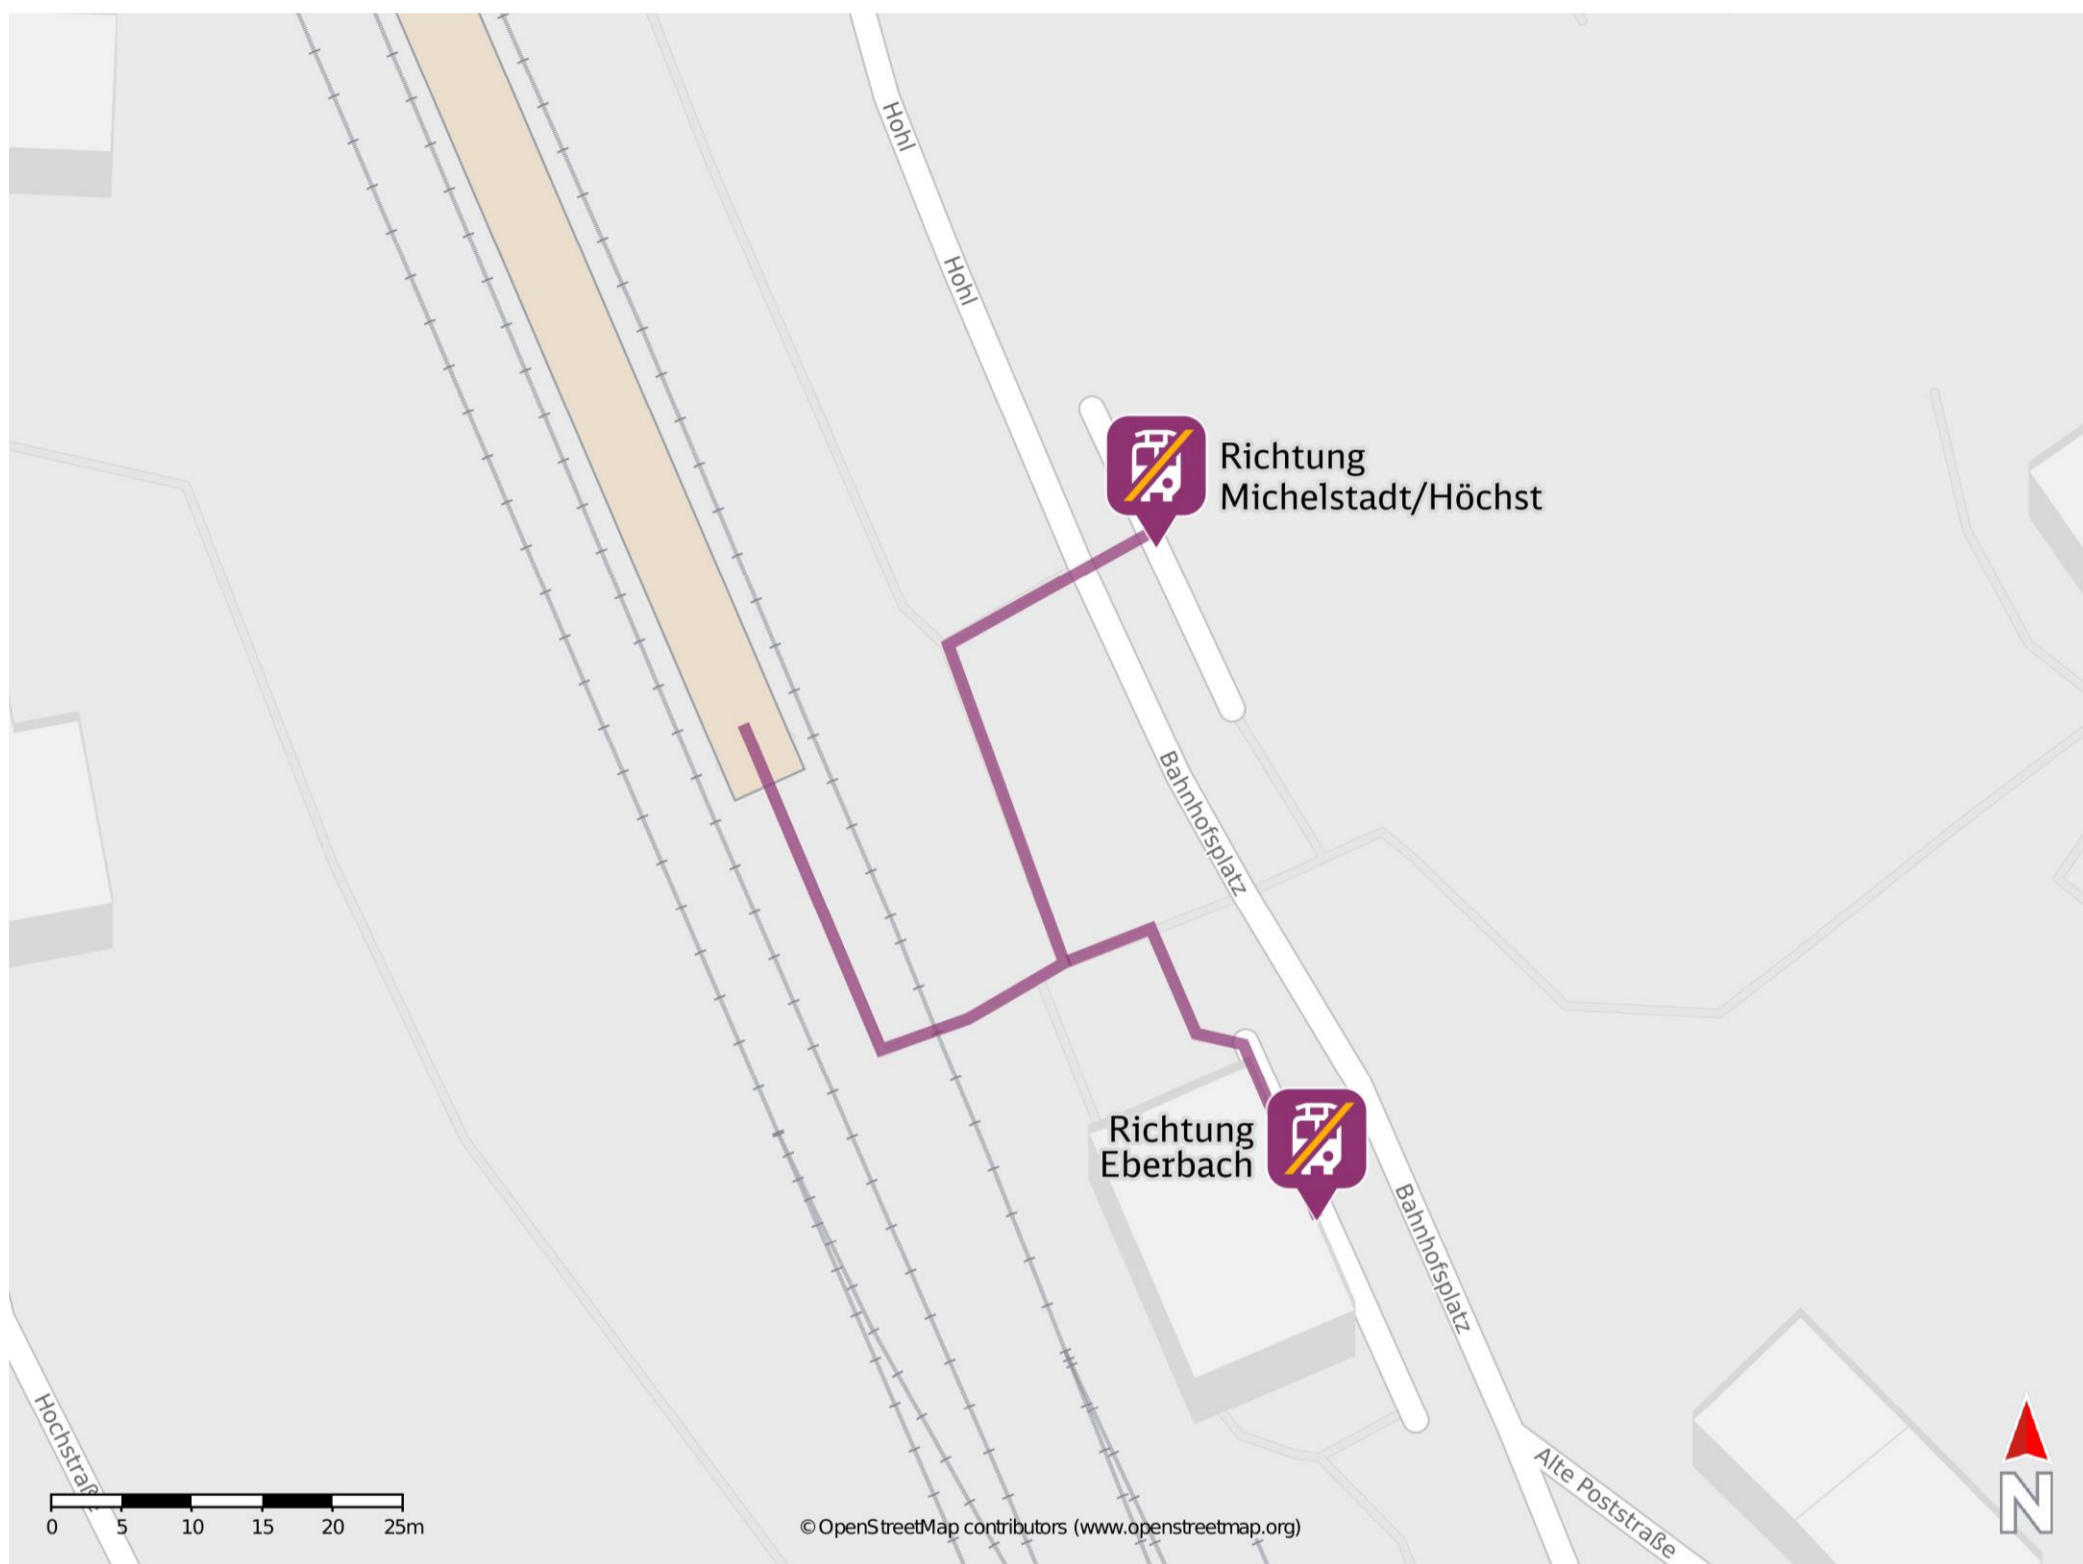 Hohl
Hohl
Richtung
Michelstadt/Höchst
Bahnhofsplatz
Richtung
Eberbach
Bahnhofsplatz
Hochstraße
Alte Poststraße
0 5 10 15 20 25m
© OpenStreetMap contributors (www.openstreetmap.org)
N